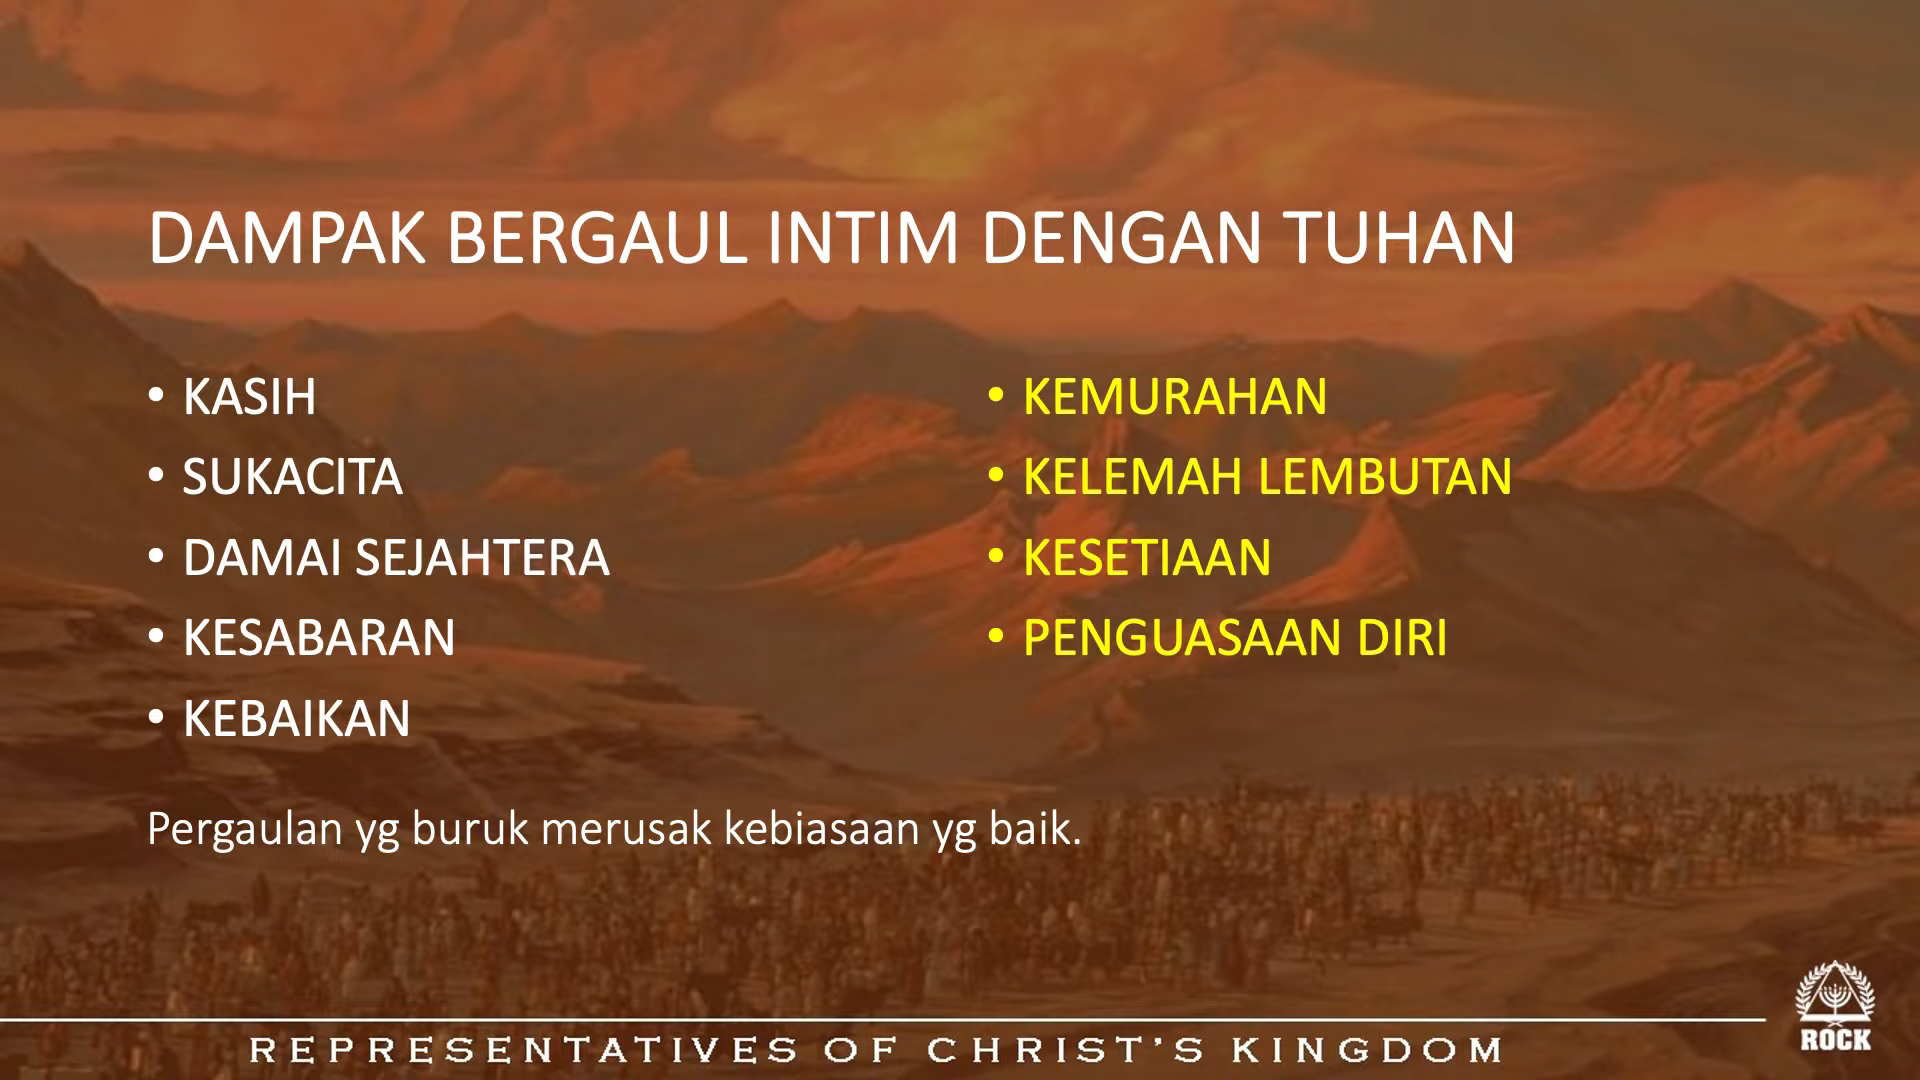 DAMPAK BERGAUL INTIM DENGAN TUHAN
• KASIH
• SUKACITA
• DAMAI SEJAHTERA
• KESABARAN
• KEBAIKAN
• KEMURAHAN
• KELEMAH LEMBUTAN
• KESETIAAN
• PENGUASAAN DIRI
Pergaulan yg buruk merusak kebiasaan yg baik.
REPRESENTATIVES OF CHRIST'S KINGDOM
ROCK